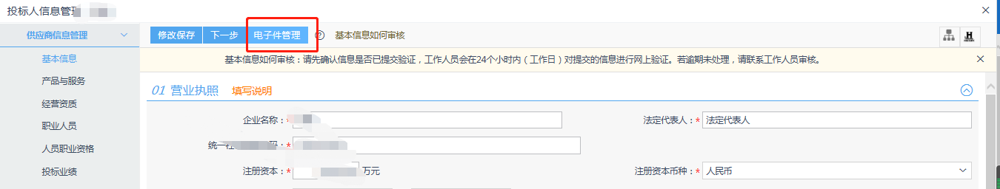 投标人信息管理
供应商信息管理
修改保存 下一步 电子件管理 ? 基本信息如何审核
基本信息
基本信息如何审核：请先确认信息是否已提交验证，工作人员会在24个小时内（工作日）对提交的信息进行网上验证。若逾期未处理，请联系工作人员审核。
产品与服务
01 营业执照 填写说明
经营资质
企业名称：* 法定代表人：* 法定代表人
职业人员
人员职业资格
统一社 码：*
投标业绩
注册资本：* 万元 注册资本币种：* 人民币